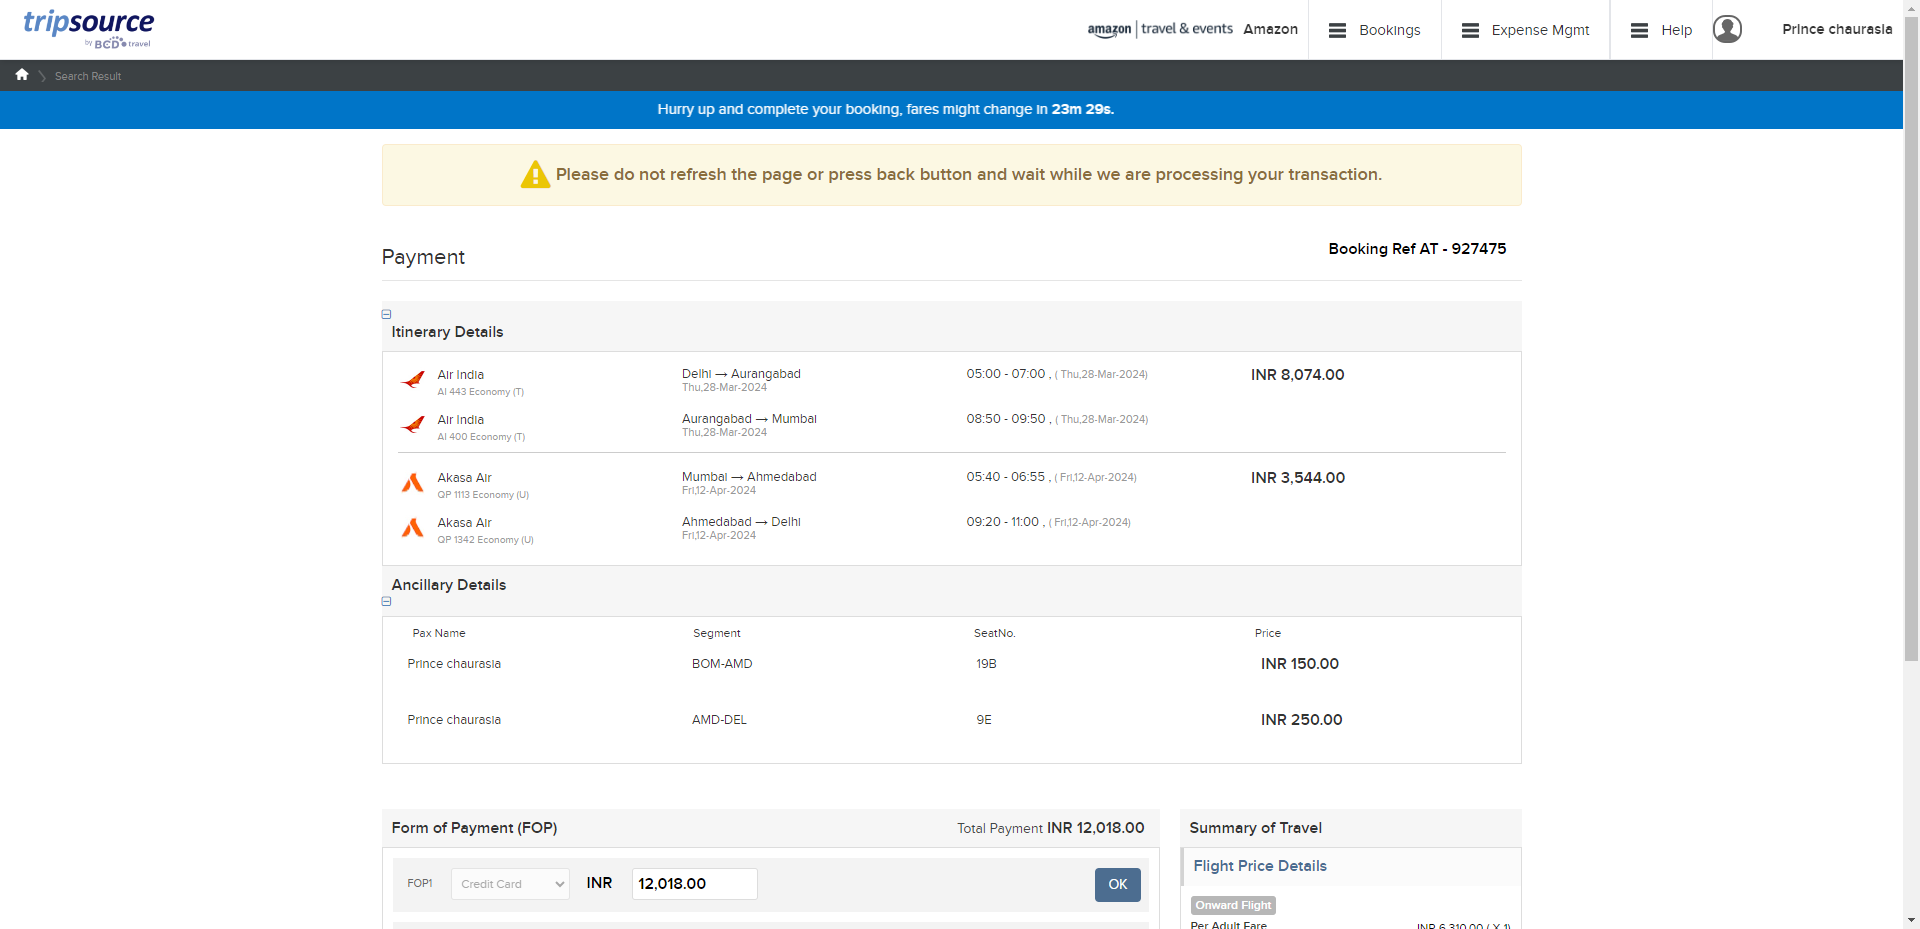 tripsource
by BCD travel
amazon | travel & events Amazon
Bookings
Expense Mgmt
Help
Prince chaurasia
Search Result
Hurry up and complete your booking, fares might change in 23m 29s.
Please do not refresh the page or press back button and wait while we are processing your transaction.
Payment
Booking Ref AT - 927475
Itinerary Details
Air India Delhi → Aurangabad 05:00 - 07:00 , ( Thu,28-Mar-2024) INR 8,074.00
AI 443 Economy (T) Thu,28-Mar-2024
Air India Aurangabad → Mumbai 08:50 - 09:50 , ( Thu,28-Mar-2024)
AI 400 Economy (T) Thu,28-Mar-2024
Akasa Air Mumbai → Ahmedabad 05:40 - 06:55 , ( Fri,12-Apr-2024) INR 3,544.00
QP 1113 Economy (U) Fri,12-Apr-2024
Akasa Air Ahmedabad → Delhi 09:20 - 11:00 , ( Fri,12-Apr-2024)
QP 1342 Economy (U) Fri,12-Apr-2024
Ancillary Details
Pax Name Segment SeatNo. Price
Prince chaurasia BOM-AMD 19B INR 150.00
Prince chaurasia AMD-DEL 9E INR 250.00
Form of Payment (FOP) Total Payment INR 12,018.00
FOP1 Credit Card INR 12,018.00 OK
Summary of Travel
Flight Price Details
Onward Flight
Per Adult Fare INR 6,310.00 ( X 1)